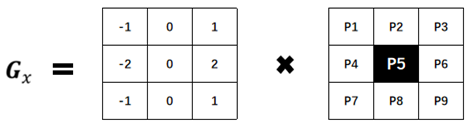 -1 0 1 P1 P2 P3
Gx = -2 0 2 × P4 P5 P6
-1 0 1 P7 P8 P9